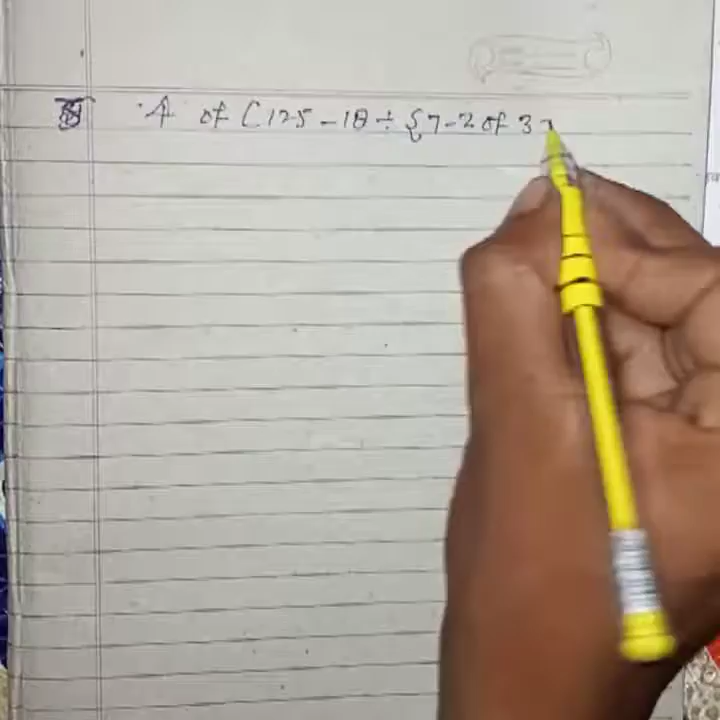 4 of [125 - 18 ÷ {7 - 2 of 3